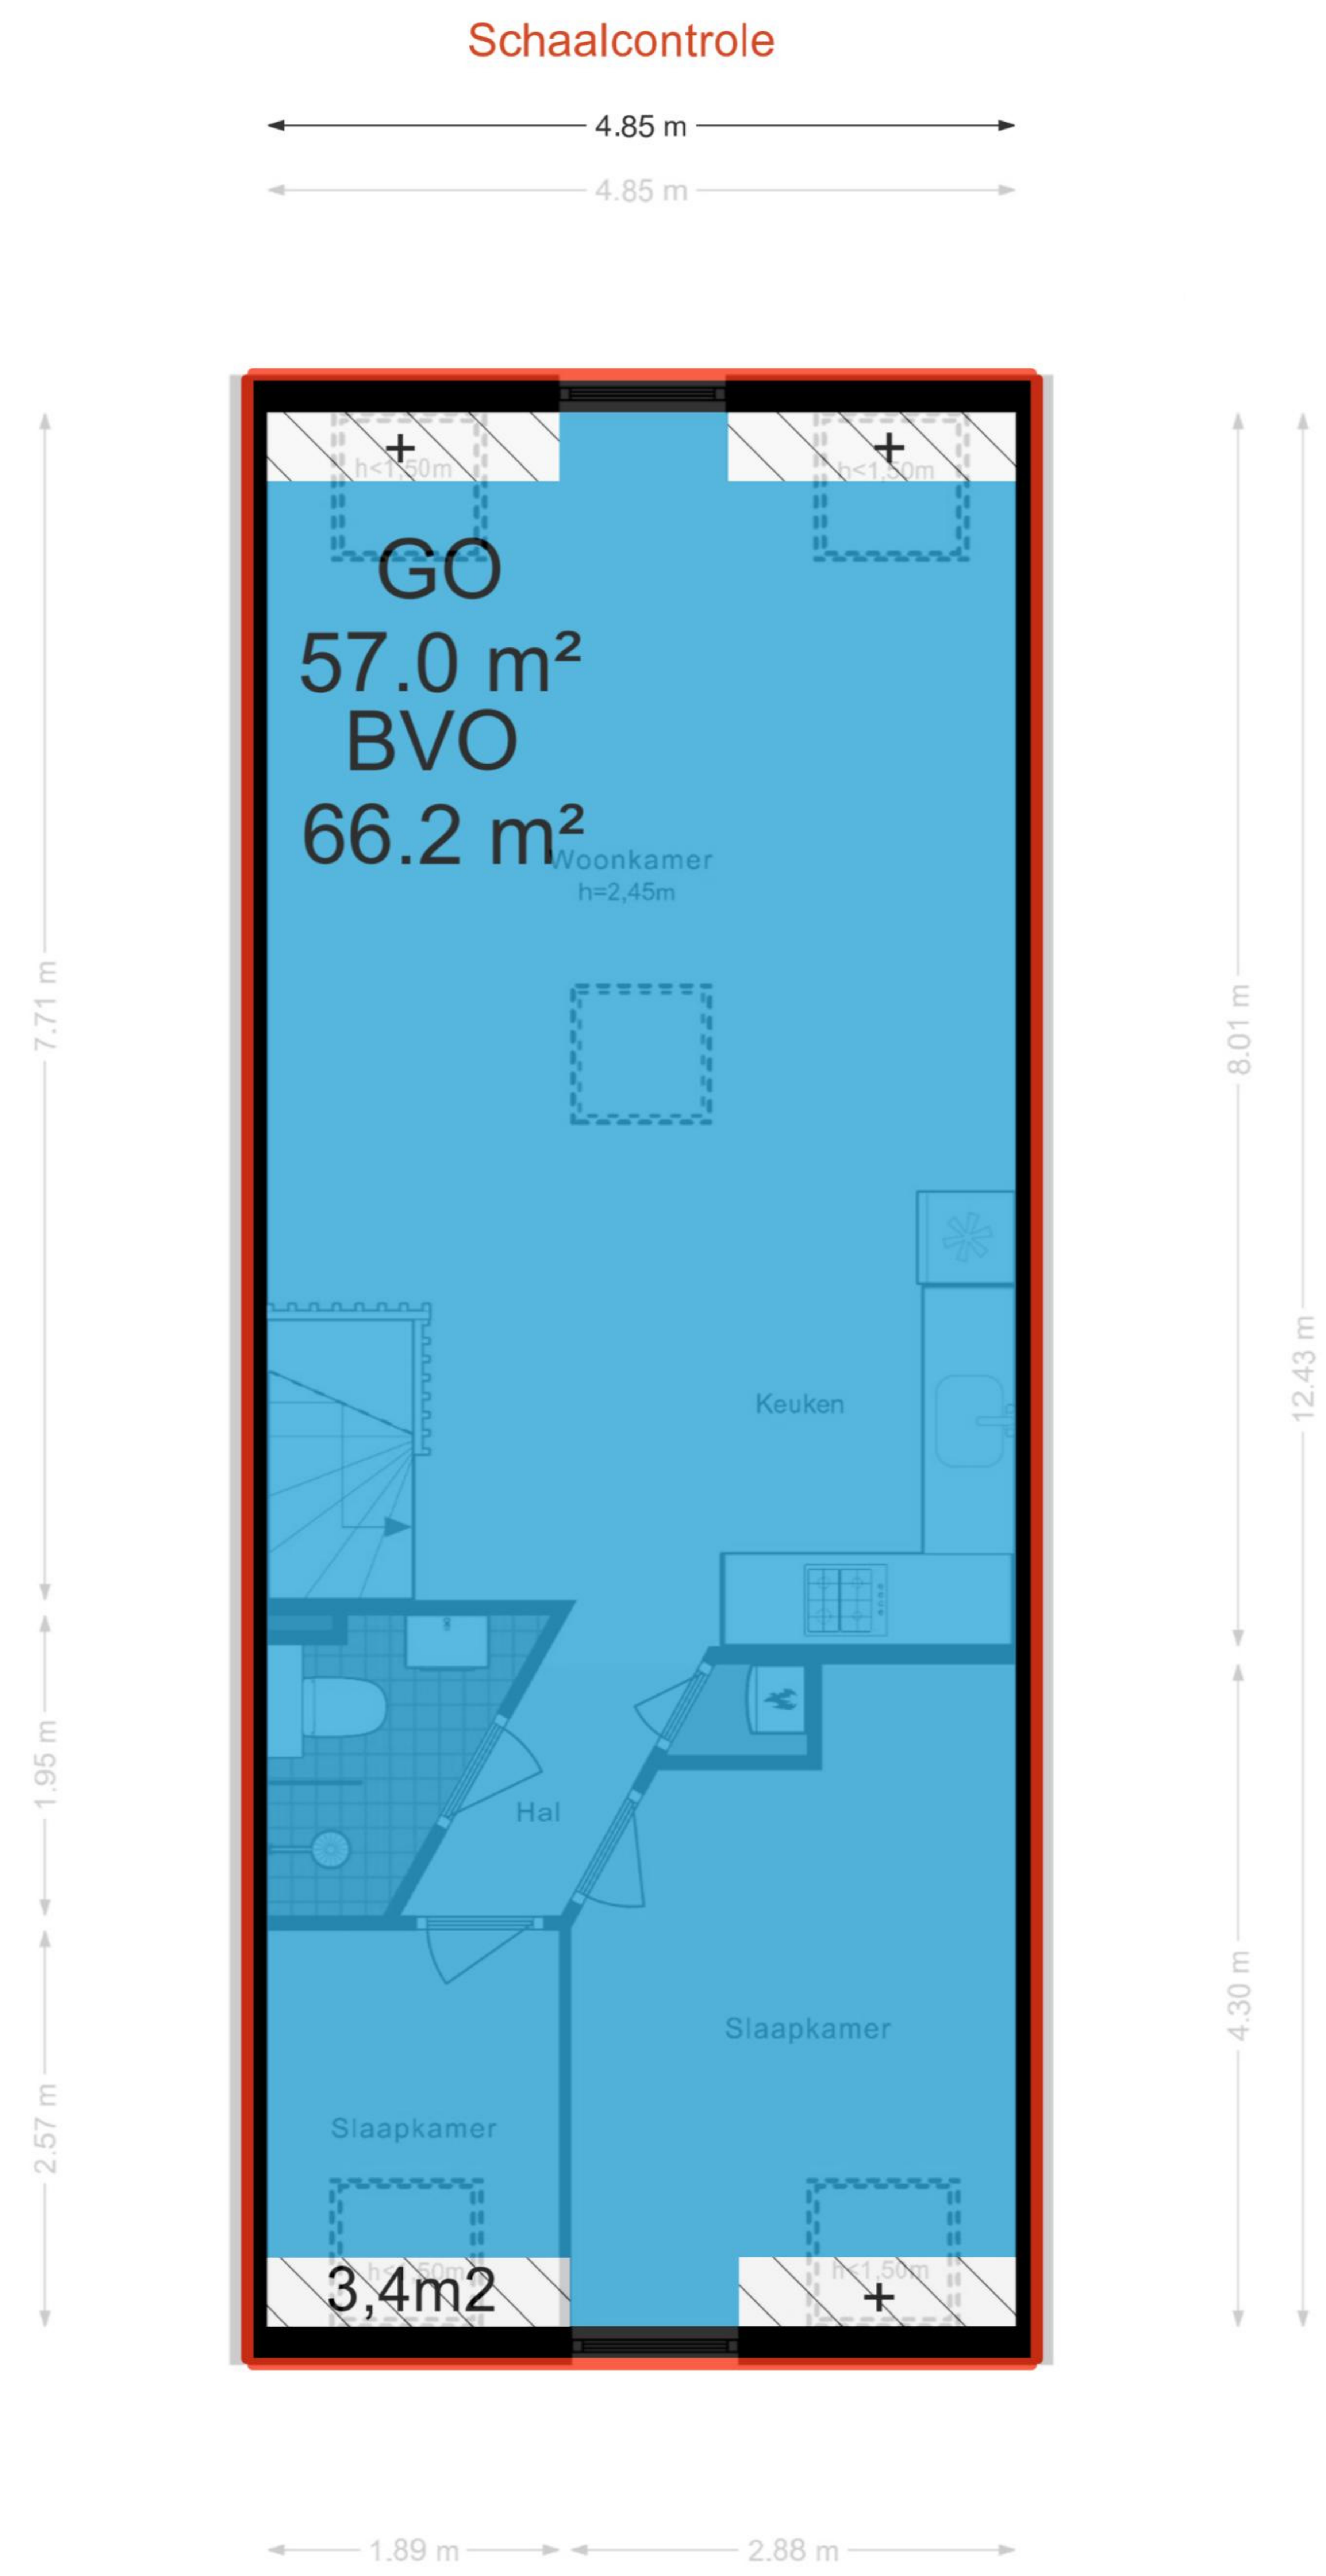 Schaalcontrole
4.85 m
4.85 m
+
+
h<1,50m
h<1,50m
GO
57.0 m²
BVO
66.2 m²
Woonkamer
h=2,45m
7.71 m
8.01 m
12.43 m
Keuken
1.95 m
Hal
4.30 m
Slaapkamer
2.57 m
Slaapkamer
h<1,50m
3,4m2
h<1,50m
+
1.89 m
2.88 m